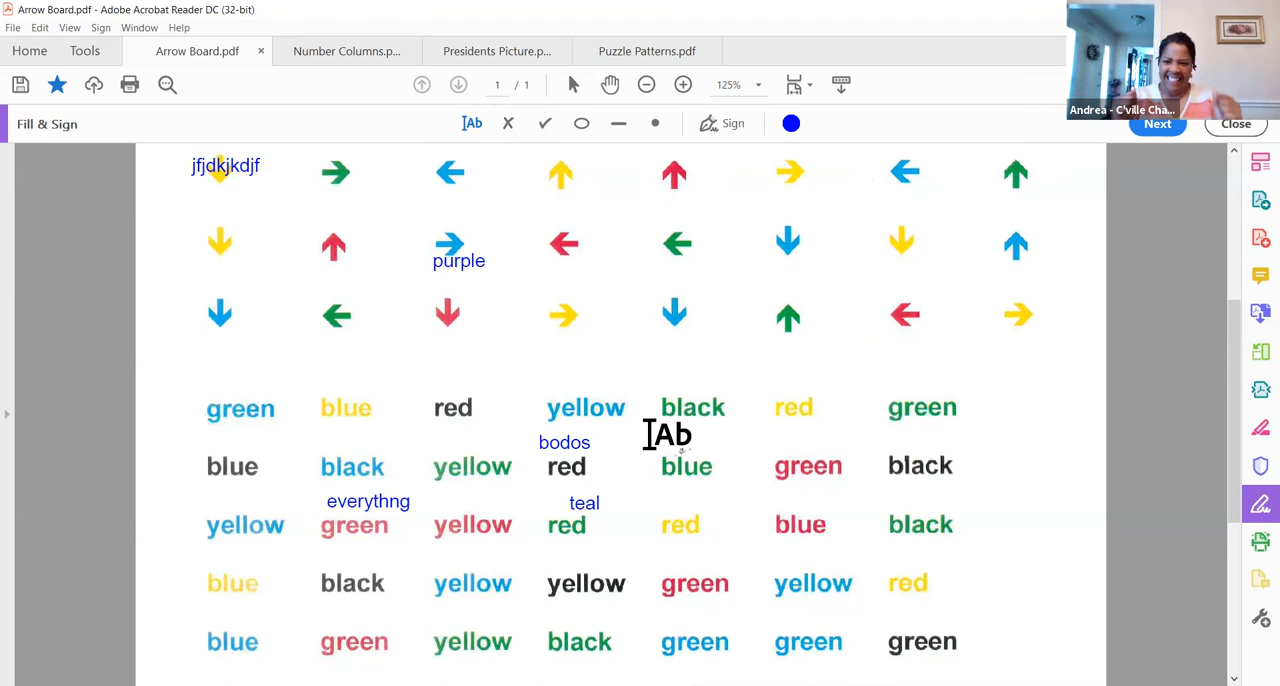 Arrow Board.pdf - Adobe Acrobat Reader DC (32-bit)
File Edit View Sign Window Help
Home Tools Arrow Board.pdf × Number Columns.p... Presidents Picture.p... Puzzle Patterns.pdf
1 / 1 125%
Andrea - C'ville Cha...
Fill & Sign Ab Sign Next Close
jfjdkjkdjf
purple
green blue red yellow black red green
Ab
bodos
blue black yellow red blue green black
everythng teal
yellow green yellow red red blue black
blue black yellow yellow green yellow red
blue green yellow black green green green